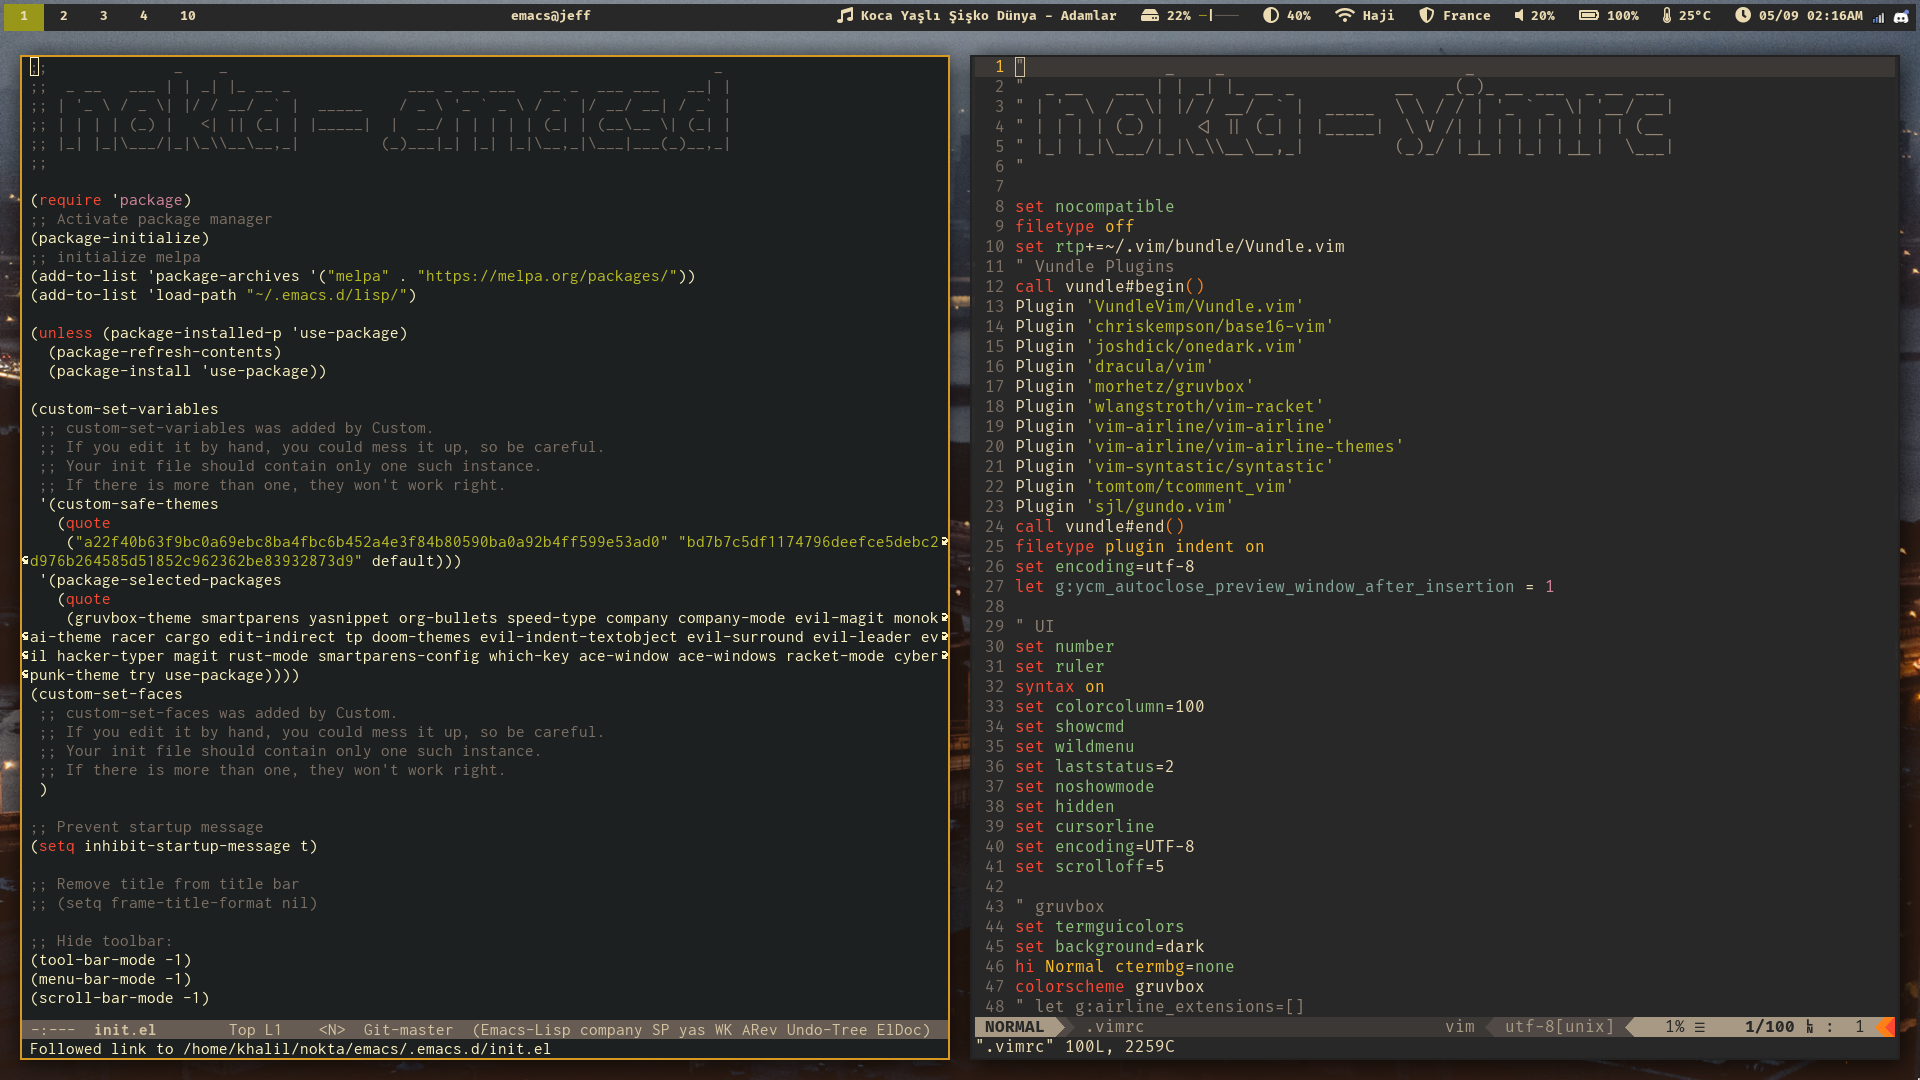 1 2 3 4 10 emacs@jeff Koca Yaşlı Şişko Dünya - Adamlar 22% 40% Haji France 20% 100% 25°C 05/09 02:16AM
;;
;;
;;
;;
;;
;;
(require 'package)
;; Activate package manager
(package-initialize)
;; initialize melpa
(add-to-list 'package-archives '("melpa" . "https://melpa.org/packages/"))
(add-to-list 'load-path "~/.emacs.d/lisp/")
(unless (package-installed-p 'use-package)
(package-refresh-contents)
(package-install 'use-package))
(custom-set-variables
;; custom-set-variables was added by Custom.
;; If you edit it by hand, you could mess it up, so be careful.
;; Your init file should contain only one such instance.
;; If there is more than one, they won't work right.
'(custom-safe-themes
(quote
("a22f40b63f9bc0a69ebc8ba4fbc6b452a4e3f84b80590ba0a92b4ff599e53ad0" "bd7b7c5df1174796deefce5debc2
d976b264585d51852c962362be83932873d9" default)))
'(package-selected-packages
(quote
(gruvbox-theme smartparens yasnippet org-bullets speed-type company company-mode evil-magit monok
ai-theme racer cargo edit-indirect tp doom-themes evil-indent-textobject evil-surround evil-leader ev
il hacker-typer magit rust-mode smartparens-config which-key ace-window ace-windows racket-mode cyber
punk-theme try use-package))))
(custom-set-faces
;; custom-set-faces was added by Custom.
;; If you edit it by hand, you could mess it up, so be careful.
;; Your init file should contain only one such instance.
;; If there is more than one, they won't work right.
)
;; Prevent startup message
(setq inhibit-startup-message t)
;; Remove title from title bar
;; (setq frame-title-format nil)
;; Hide toolbar:
(tool-bar-mode -1)
(menu-bar-mode -1)
(scroll-bar-mode -1)
-:--- init.el Top L1 <N> Git-master (Emacs-Lisp company SP yas WK ARev Undo-Tree ElDoc)
Followed link to /home/khalil/nokta/emacs/.emacs.d/init.el
1 "
2 "
3 "
4 "
5 "
6 "
7
8 set nocompatible
9 filetype off
10 set rtp+=~/.vim/bundle/Vundle.vim
11 " Vundle Plugins
12 call vundle#begin()
13 Plugin 'VundleVim/Vundle.vim'
14 Plugin 'chriskempson/base16-vim'
15 Plugin 'joshdick/onedark.vim'
16 Plugin 'dracula/vim'
17 Plugin 'morhetz/gruvbox'
18 Plugin 'wlangstroth/vim-racket'
19 Plugin 'vim-airline/vim-airline'
20 Plugin 'vim-airline/vim-airline-themes'
21 Plugin 'vim-syntastic/syntastic'
22 Plugin 'tomtom/tcomment_vim'
23 Plugin 'sjl/gundo.vim'
24 call vundle#end()
25 filetype plugin indent on
26 set encoding=utf-8
27 let g:ycm_autoclose_preview_window_after_insertion = 1
28
29 " UI
30 set number
31 set ruler
32 syntax on
33 set colorcolumn=100
34 set showcmd
35 set wildmenu
36 set laststatus=2
37 set noshowmode
38 set hidden
39 set cursorline
40 set encoding=UTF-8
41 set scrolloff=5
42
43 " gruvbox
44 set termguicolors
45 set background=dark
46 hi Normal ctermbg=none
47 colorscheme gruvbox
48 " let g:airline_extensions=[]
NORMAL .vimrc vim utf-8[unix] 1% ☰ 1/100 ㏑ : 1
".vimrc" 100L, 2259C